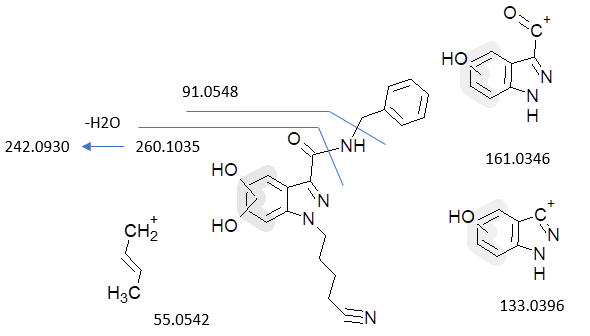 O
C
+
HO
N
N
H
161.0346
91.0548
-H2O
242.0930
260.1035
O
NH
HO
HO
N
N
N
+
CH2
H3C
55.0542
HO
C
+
N
N
H
133.0396